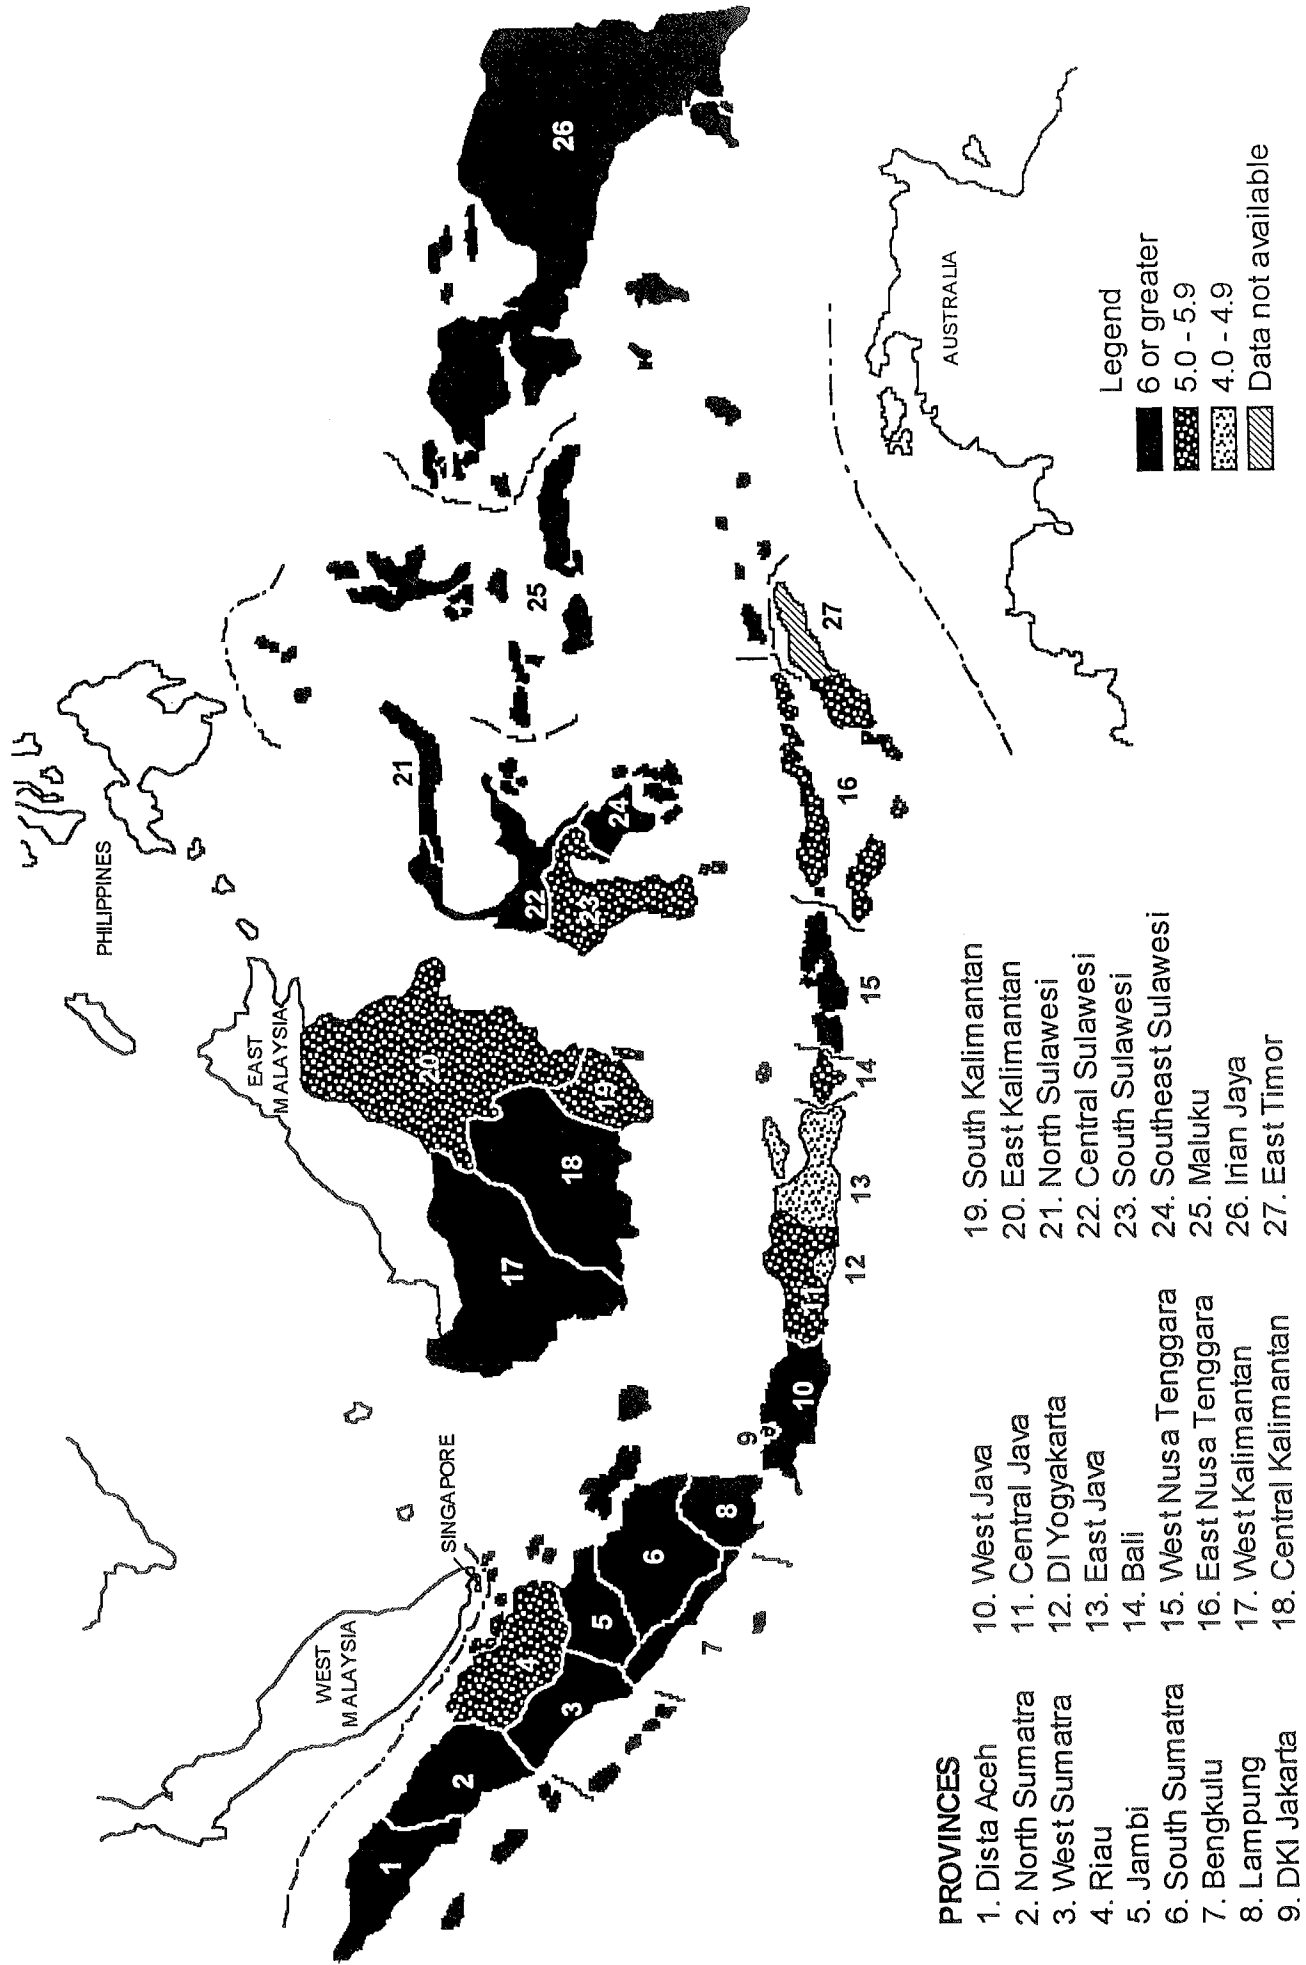 PHILIPPINES
EAST
MALAYSIA
WEST
MALAYSIA
SINGAPORE
AUSTRALIA
1
2
3
4
5
6
7
8
9
10
11
12
13
14
15
16
17
18
19
20
21
22
23
24
25
26
27
PROVINCES
1. Dista Aceh
2. North Sumatra
3. West Sumatra
4. Riau
5. Jambi
6. South Sumatra
7. Bengkulu
8. Lampung
9. DKI Jakarta
10. West Java
11. Central Java
12. DI Yogyakarta
13. East Java
14. Bali
15. West Nusa Tenggara
16. East Nusa Tenggara
17. West Kalimantan
18. Central Kalimantan
19. South Kalimantan
20. East Kalimantan
21. North Sulawesi
22. Central Sulawesi
23. South Sulawesi
24. Southeast Sulawesi
25. Maluku
26. Irian Jaya
27. East Timor
Legend
6 or greater
5.0 - 5.9
4.0 - 4.9
Data not available